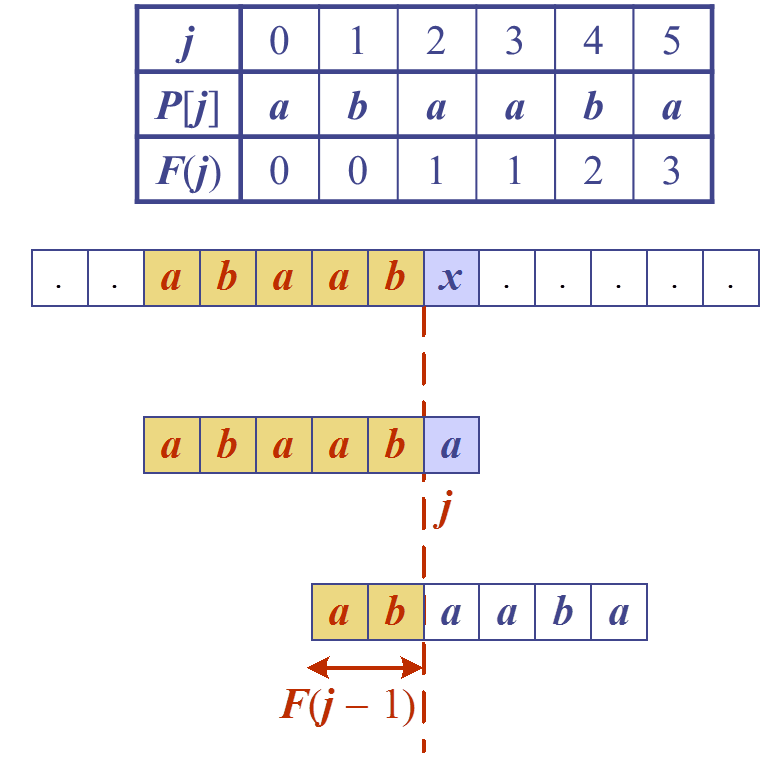 j 0 1 2 3 4 5
P[j] a b a a b a
F(j) 0 0 1 1 2 3
. . a b a a b x . . . . .
a b a a b a
j
a b a a b a
F(j – 1)